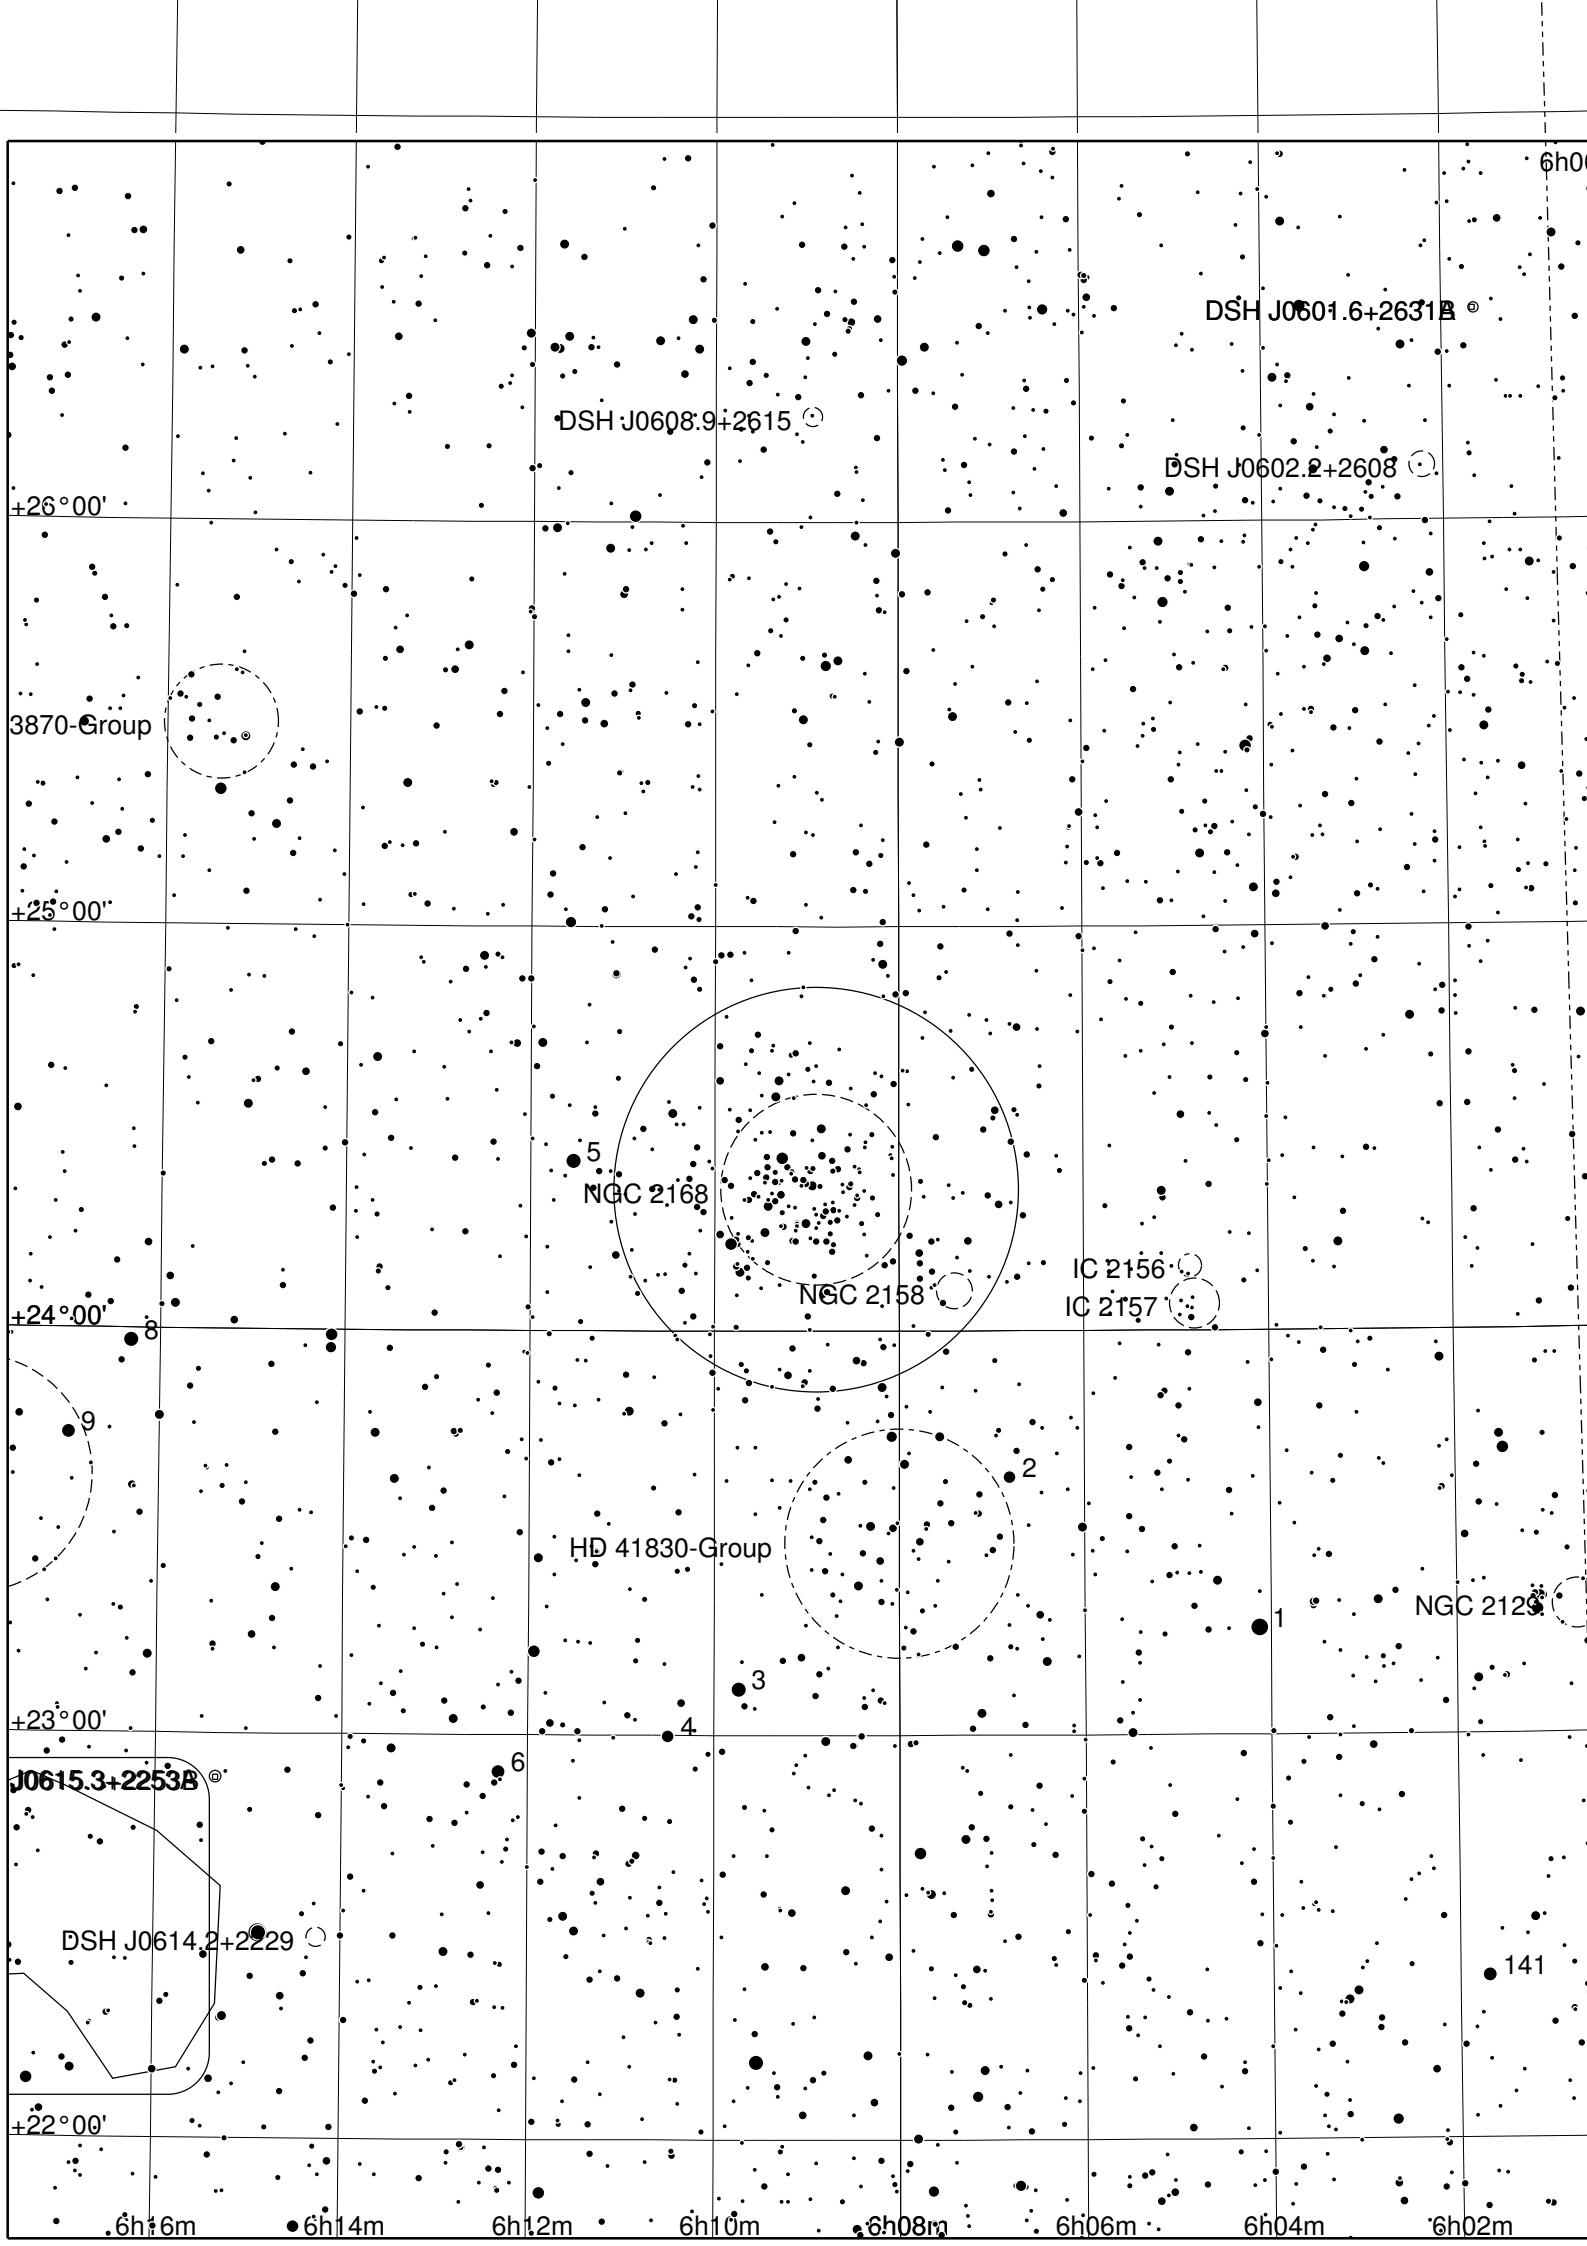 6h00
DSH J0601.6+2631B
DSH J0608.9+2615
DSH J0602.2+2608
+26°00'
3870-Group
+25°00'
5
NGC 2168
IC 2156
NGC 2158
IC 2157
+24°00'
8
9
2
HD 41830-Group
NGC 2129
1
3
+23°00'
4
6
J0615.3+2253B
DSH J0614.2+2229
141
+22°00'
6h16m 6h14m 6h12m 6h10m 6h08m 6h06m 6h04m 6h02m